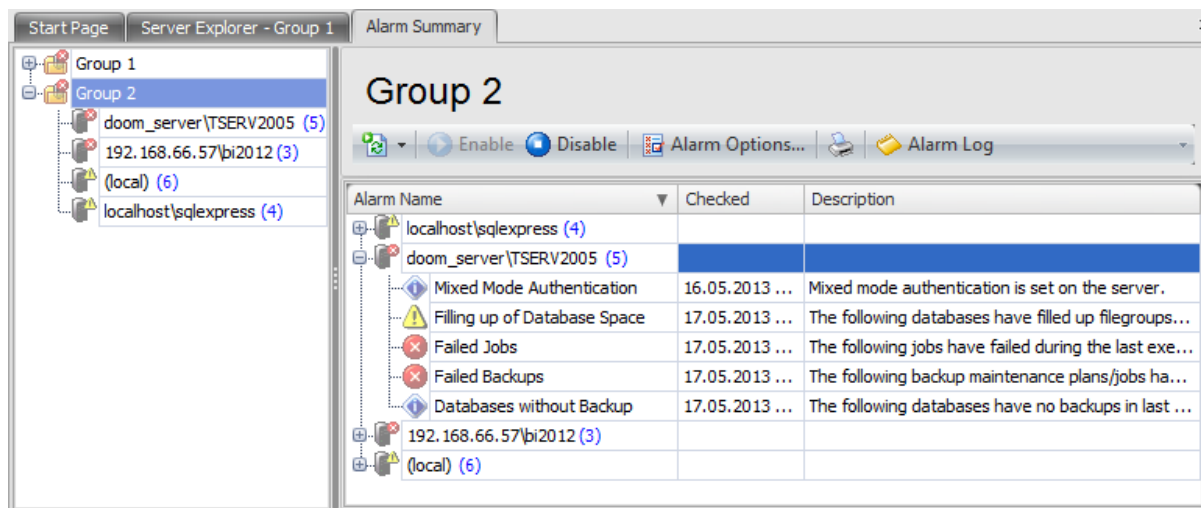 Start Page Server Explorer - Group 1 Alarm Summary
Group 1
Group 2
doom_server\TSERV2005 (5)
192.168.66.57\bi2012 (3)
(local) (6)
localhost\sqlexpress (4)
Group 2
Enable Disable Alarm Options... Alarm Log
Alarm Name Checked Description
localhost\sqlexpress (4)
doom_server\TSERV2005 (5)
Mixed Mode Authentication 16.05.2013 ... Mixed mode authentication is set on the server.
Filling up of Database Space 17.05.2013 ... The following databases have filled up filegroups...
Failed Jobs 17.05.2013 ... The following jobs have failed during the last exe...
Failed Backups 17.05.2013 ... The following backup maintenance plans/jobs ha...
Databases without Backup 17.05.2013 ... The following databases have no backups in last ...
192.168.66.57\bi2012 (3)
(local) (6)